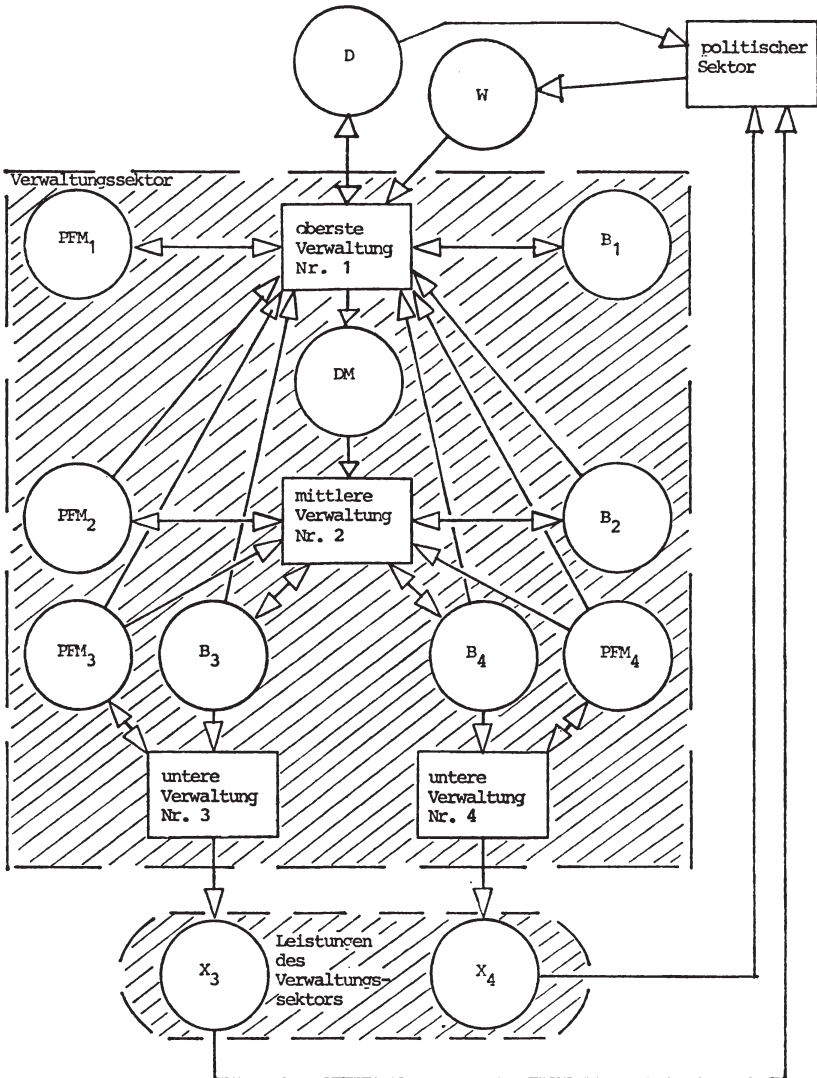 D
W
politischer
Sektor
Verwaltungssektor
PFM1
oberste
Verwaltung
Nr. 1
B1
DM
PFM2
mittlere
Verwaltung
Nr. 2
B2
PFM3
B3
B4
PFM4
untere
Verwaltung
Nr. 3
untere
Verwaltung
Nr. 4
X3
Leistungen
des
Verwaltungs-
sektors
X4